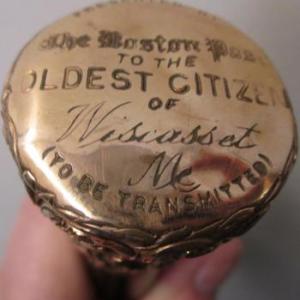 The Boston Post
TO THE
OLDEST CITIZEN
OF
Wiscasset
Me
(TO BE TRANSMITTED)